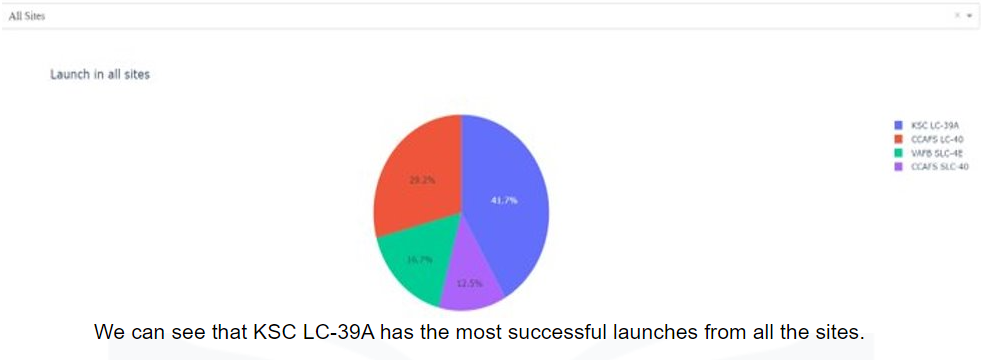 All Sites
Launch in all sites
KSC LC-39A
CCAFS LC-40
VAFB SLC-4E
CCAFS SLC-40
29.2%
41.7%
16.7%
12.5%
We can see that KSC LC-39A has the most successful launches from all the sites.